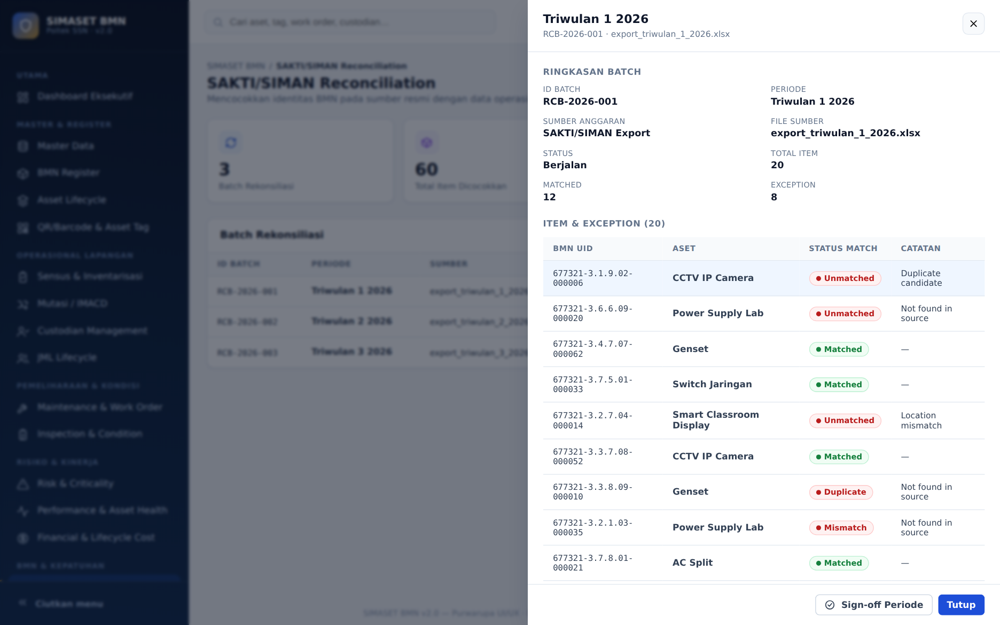 SIMASET BMN
Poltek SSN · v2.0
UTAMA
Dashboard Eksekutif
MASTER & REGISTER
Master Data
BMN Register
Asset Lifecycle
QR/Barcode & Asset Tag
OPERASIONAL LAPANGAN
Sensus & Inventarisasi
Mutasi / IMACD
Custodian Management
JML Lifecycle
PEMELIHARAAN & KONDISI
Maintenance & Work Order
Inspection & Condition
RISIKO & KINERJA
Risk & Criticality
Performance & Asset Health
Financial & Lifecycle Cost
BMN & KEPATUHAN
Ciutkan menu
Cari aset, tag, work order, custodian...
SIMASET BMN / SAKTI/SIMAN Reconciliation
SAKTI/SIMAN Reconciliation
Mencocokkan identitas BMN pada sumber resmi dengan data
3
Batch Rekonsiliasi
60
Total Item Dicocokkan
Batch Rekonsiliasi
ID BATCH PERIODE SUMBER
RCB-2026-001 Triwulan 1 2026 export_triwulan_1_2026
RCB-2026-002 Triwulan 2 2026 export_triwulan_2_2026
RCB-2026-003 Triwulan 3 2026 export_triwulan_3_2026
SIMASET BMN v2.0 — Purwarupa UI/UX
Triwulan 1 2026
RCB-2026-001 · export_triwulan_1_2026.xlsx
RINGKASAN BATCH
ID BATCH PERIODE
RCB-2026-001 Triwulan 1 2026
SUMBER ANGGARAN FILE SUMBER
SAKTI/SIMAN Export export_triwulan_1_2026.xlsx
STATUS TOTAL ITEM
Berjalan 20
MATCHED EXCEPTION
12 8
ITEM & EXCEPTION (20)
BMN UID ASET STATUS MATCH CATATAN
677321-3.1.9.02-
000006 CCTV IP Camera Unmatched Duplicate
candidate
677321-3.6.6.09-
000020 Power Supply Lab Unmatched Not found in
source
677321-3.4.7.07-
000062 Genset Matched —
677321-3.7.5.01-
000033 Switch Jaringan Matched —
677321-3.2.7.04-
000014 Smart Classroom
Display Unmatched Location
mismatch
677321-3.3.7.08-
000052 CCTV IP Camera Matched —
677321-3.3.8.09-
000010 Genset Duplicate Not found in
source
677321-3.2.1.03-
000035 Power Supply Lab Mismatch Not found in
source
677321-3.7.8.01-
000021 AC Split Matched —
Sign-off Periode Tutup